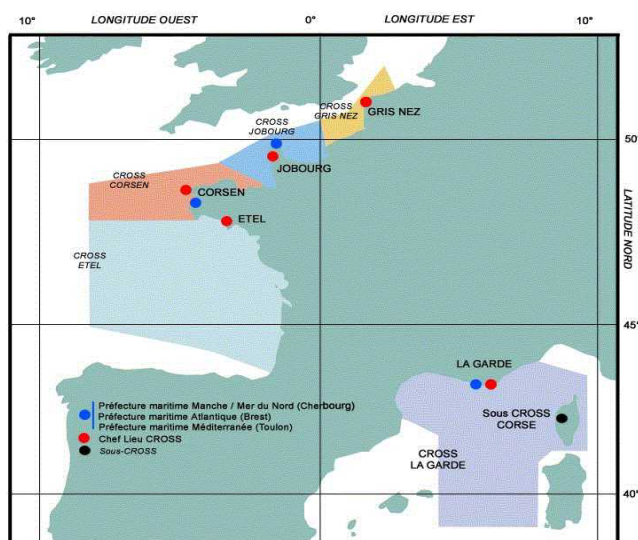 10°
LONGITUDE OUEST
0°
LONGITUDE EST
10°
CROSS
GRIS NEZ
GRIS NEZ
CROSS
JOBOURG
50°
JOBOURG
CROSS
CORSEN
CORSEN
ETEL
LATITUDE NORD
CROSS
ETEL
45°
LA GARDE
Préfecture maritime Manche / Mer du Nord (Cherbourg)
Préfecture maritime Atlantique (Brest)
Préfecture maritime Méditerranée (Toulon)
Chef Lieu CROSS
Sous-CROSS
Sous CROSS
CORSE
CROSS
LA GARDE
40°